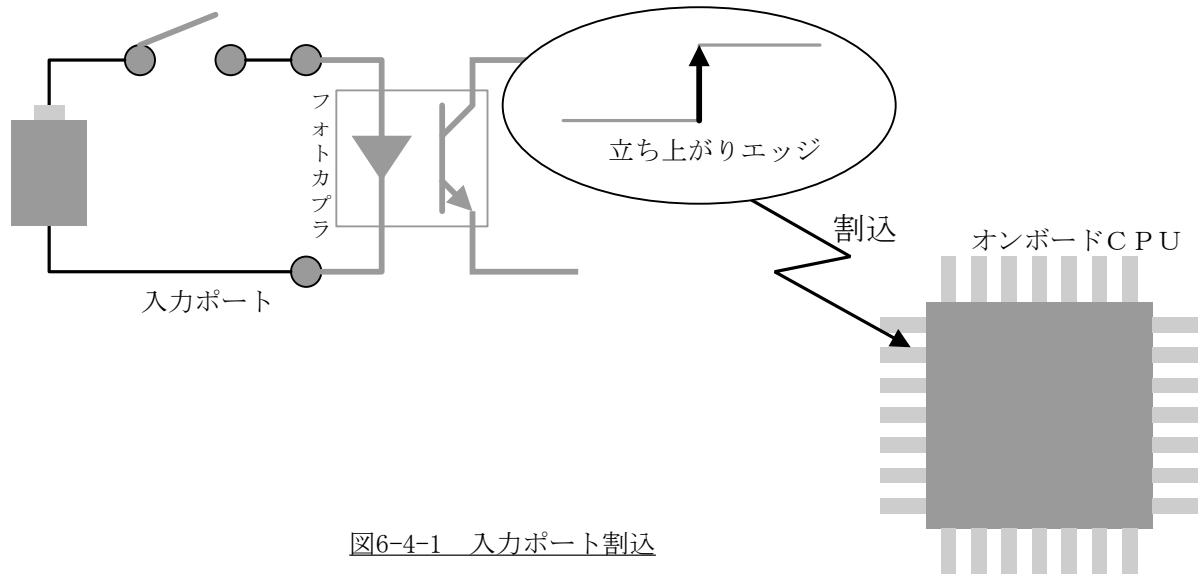 フォトカプラ
立ち上がりエッジ
割込
オンボードＣＰＵ
入力ポート
図6-4-1　入力ポート割込